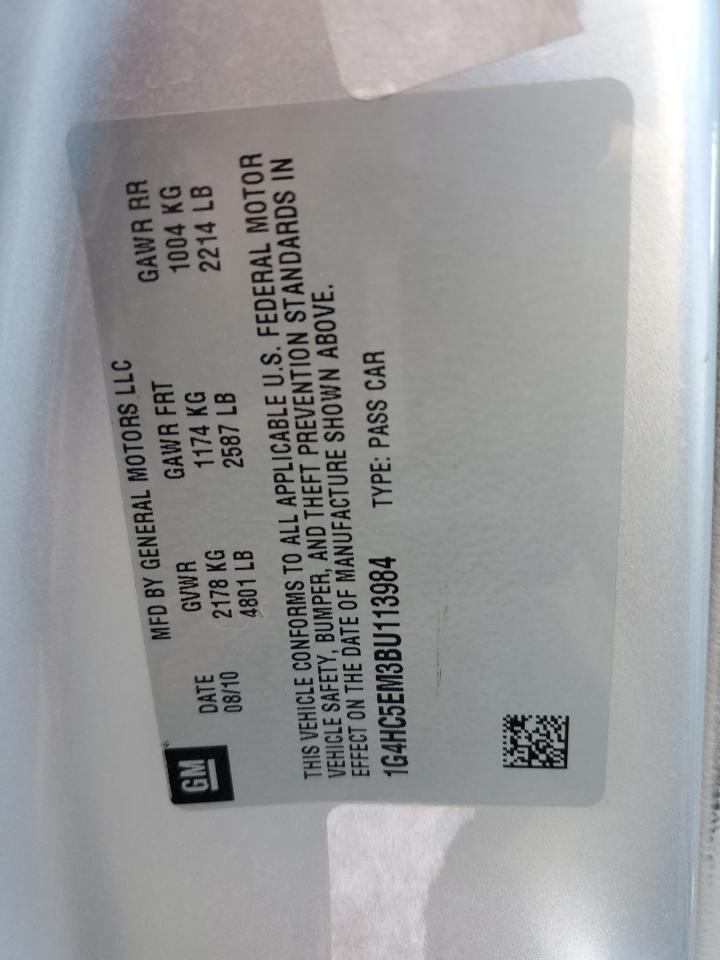 GM
MFD BY GENERAL MOTORS LLC
DATE GVWR GAWR FRT GAWR RR
08/10 2178 KG 1174 KG 1004 KG
4801 LB 2587 LB 2214 LB
THIS VEHICLE CONFORMS TO ALL APPLICABLE U.S. FEDERAL MOTOR
VEHICLE SAFETY, BUMPER, AND THEFT PREVENTION STANDARDS IN
EFFECT ON THE DATE OF MANUFACTURE SHOWN ABOVE.
1G4HC5EM3BU113984 TYPE: PASS CAR